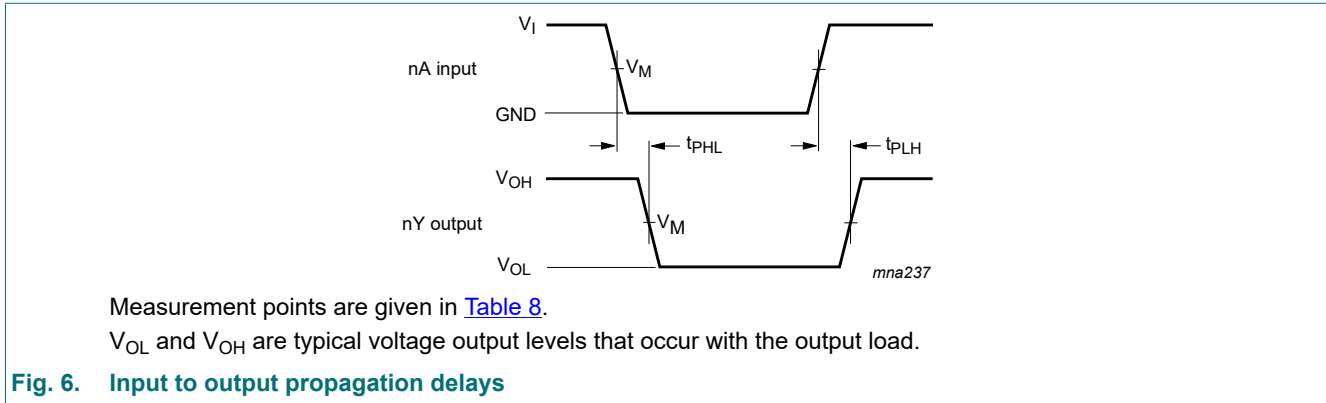 V_I
nA input
V_M
GND
t_PHL
t_PLH
V_OH
nY output
V_M
V_OL
mna237
Measurement points are given in Table 8.
V_OL and V_OH are typical voltage output levels that occur with the output load.
Fig. 6. Input to output propagation delays